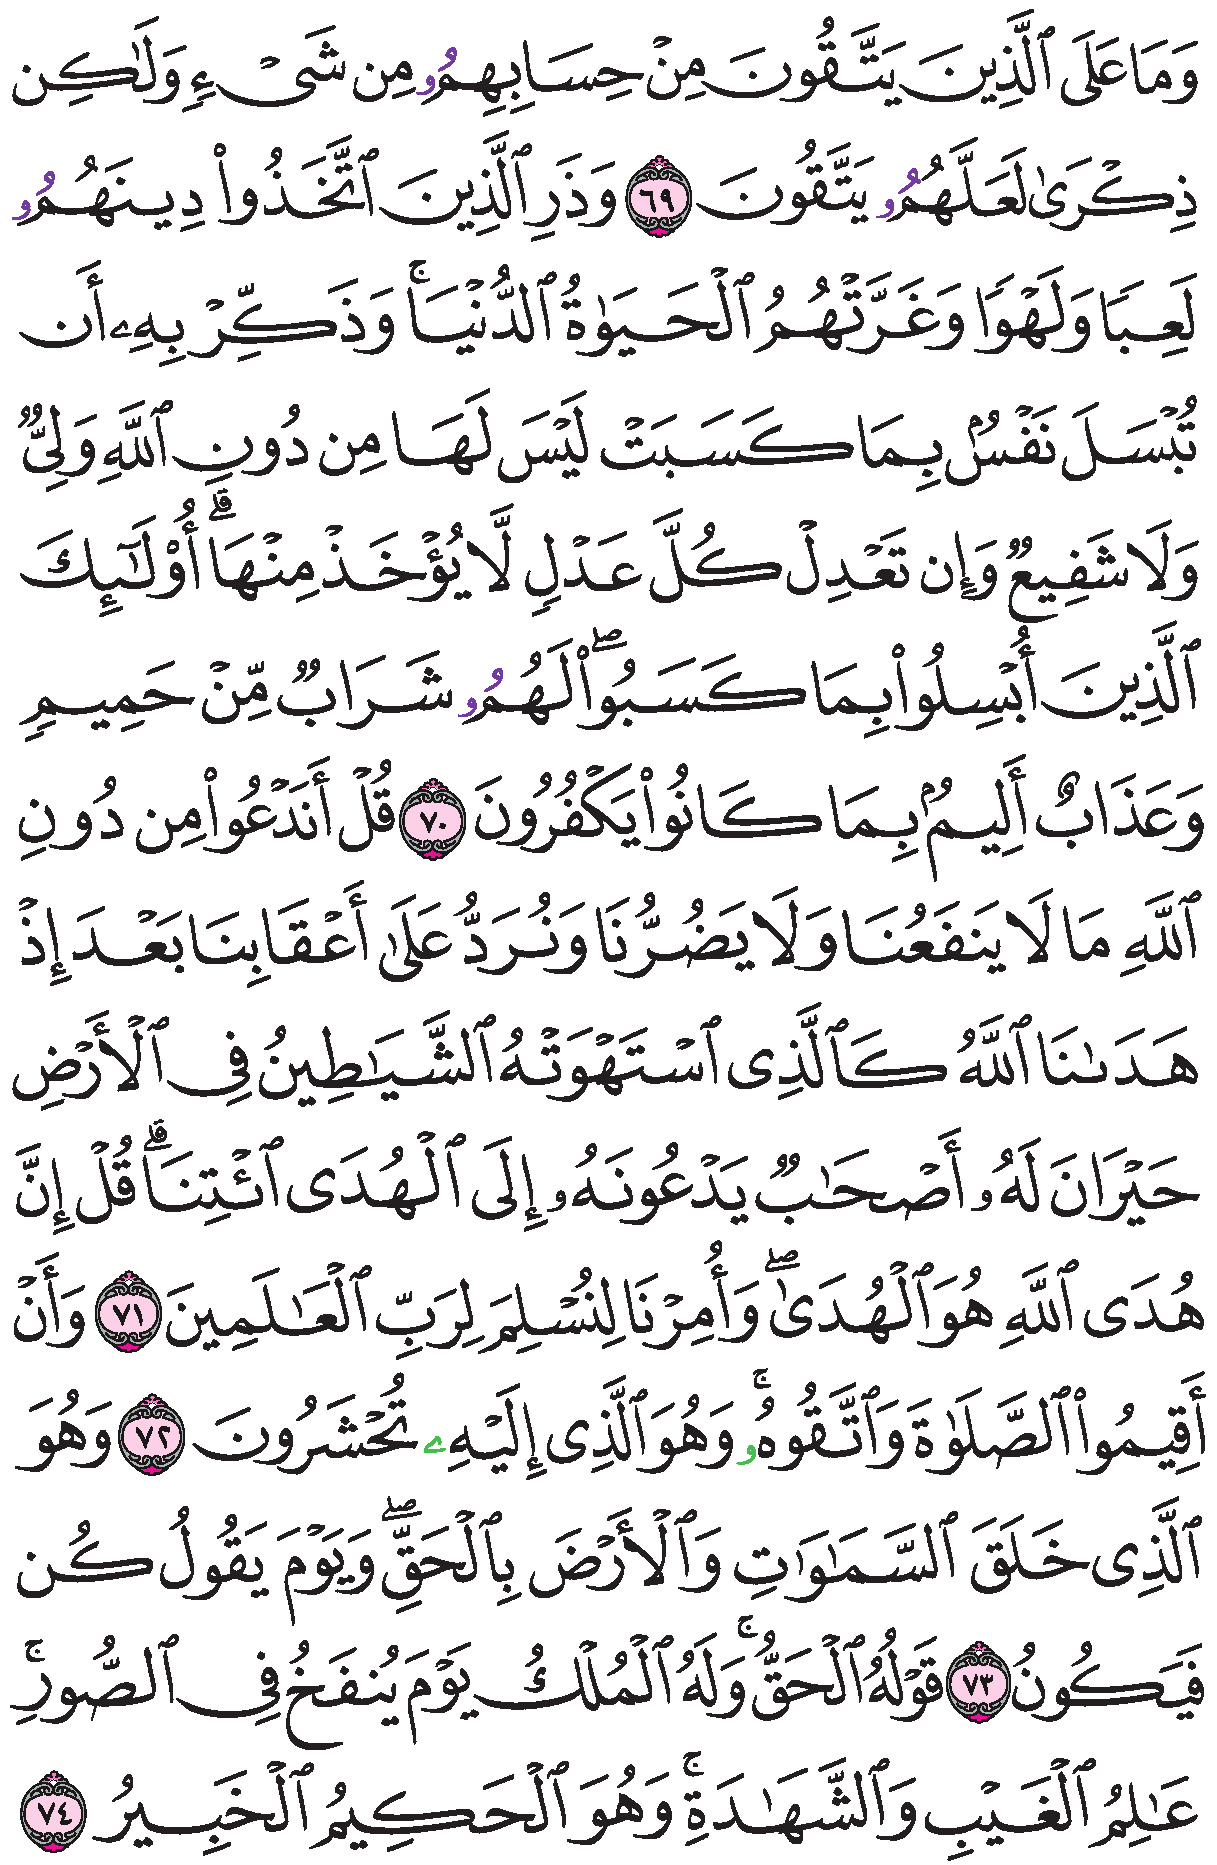 وَمَا عَلَى ٱلَّذِينَ يَتَّقُونَ مِنْ حِسَابِهِمُۥ مِن شَىْءٍ وَلَٰكِن
ذِكْرَىٰ لَعَلَّهُمُۥ يَتَّقُونَ ٦٩ وَذَرِ ٱلَّذِينَ ٱتَّخَذُواْ دِينَهُمُۥ
لَعِبًا وَلَهْوًا وَغَرَّتْهُمُ ٱلْحَيَوٰةُ ٱلدُّنْيَاۚ وَذَكِّرْ بِهِۦ أَن
تُبْسَلَ نَفْسُۢ بِمَا كَسَبَتْ لَيْسَ لَهَا مِن دُونِ ٱللَّهِ وَلِىٌّ
وَلَا شَفِيعٌ وَإِن تَعْدِلْ كُلَّ عَدْلٍ لَّا يُؤْخَذْ مِنْهَاۗ أُوْلَٰٓئِكَ
ٱلَّذِينَ أُبْسِلُواْ بِمَا كَسَبُواْۖ لَهُمُۥ شَرَابٌ مِّنْ حَمِيمٍ
وَعَذَابٌ أَلِيمُۢ بِمَا كَانُواْ يَكْفُرُونَ ٧٠ قُلْ أَنَدْعُواْ مِن دُونِ
ٱللَّهِ مَا لَا يَنفَعُنَا وَلَا يَضُرُّنَا وَنُرَدُّ عَلَىٰ أَعْقَابِنَا بَعْدَ إِذْ
هَدَىٰنَا ٱللَّهُ كَٱلَّذِى ٱسْتَهْوَتْهُ ٱلشَّيَٰطِينُ فِى ٱلْأَرْضِ
حَيْرَانَ لَهُۥ أَصْحَٰبٌ يَدْعُونَهُۥ إِلَى ٱلْهُدَى ٱئْتِنَاۗ قُلْ إِنَّ
هُدَى ٱللَّهِ هُوَ ٱلْهُدَىٰۖ وَأُمِرْنَا لِنُسْلِمَ لِرَبِّ ٱلْعَٰلَمِينَ ٧١ وَأَنْ
أَقِيمُواْ ٱلصَّلَوٰةَ وَٱتَّقُوهُۥۚ وَهُوَ ٱلَّذِى إِلَيْهِۦ تُحْشَرُونَ ٧٢ وَهُوَ
ٱلَّذِى خَلَقَ ٱلسَّمَٰوَٰتِ وَٱلْأَرْضَ بِٱلْحَقِّۖ وَيَوْمَ يَقُولُ كُن
فَيَكُونُ ٧٣ قَوْلُهُ ٱلْحَقُّۚ وَلَهُ ٱلْمُلْكُ يَوْمَ يُنفَخُ فِى ٱلصُّورِۚ
عَٰلِمُ ٱلْغَيْبِ وَٱلشَّهَٰدَةِۚ وَهُوَ ٱلْحَكِيمُ ٱلْخَبِيرُ ٧٤